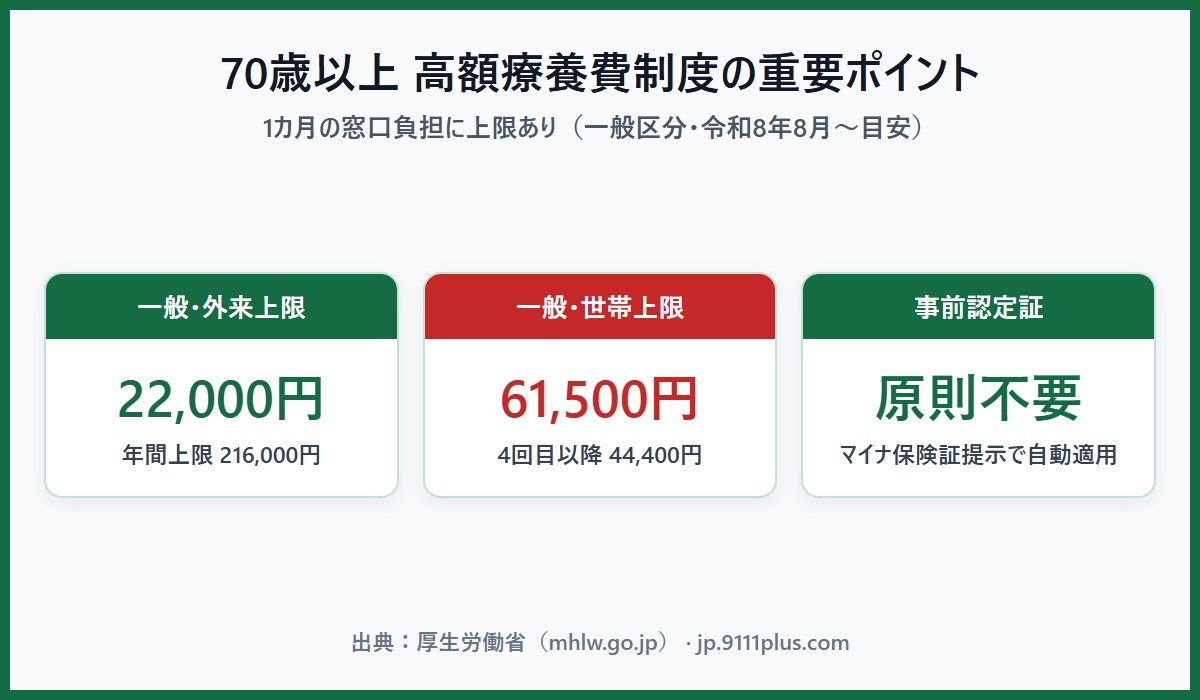 70歳以上 高額療養費制度の重要ポイント
1カ月の窓口負担に上限あり（一般区分・令和8年8月～目安）
一般・外来上限
22,000円
年間上限 216,000円
一般・世帯上限
61,500円
4回目以降 44,400円
事前認定証
原則不要
マイナ保険証提示で自動適用
出典：厚生労働省（mhlw.go.jp） · jp.9111plus.com